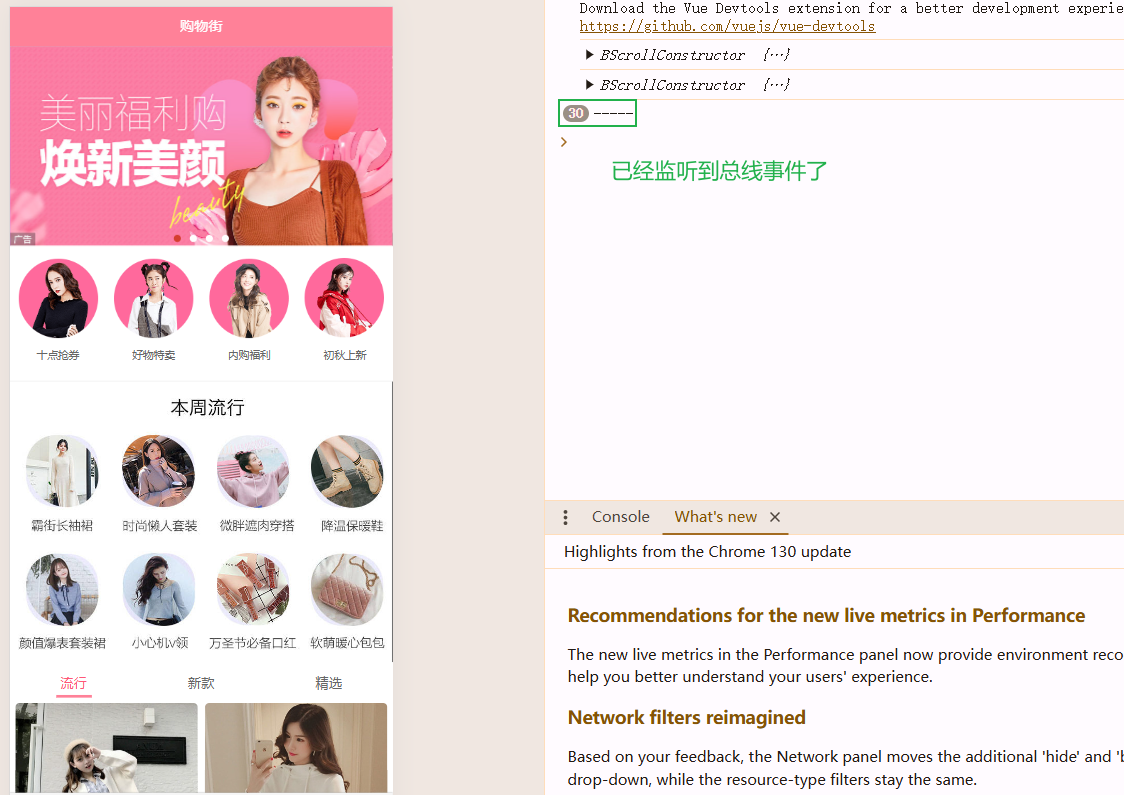 购物街
美丽福利购
焕新美颜
beauty
广告
十点抢券
好物特卖
内购福利
初秋上新
本周流行
霸街长袖裙
时尚懒人套装
微胖遮肉穿搭
降温保暖鞋
颜值爆表套装裙
小心机v领
万圣节必备口红
软萌暖心包包
流行
新款
精选
Download the Vue Devtools extension for a better development experie
https://github.com/vuejs/vue-devtools
▶ BScrollConstructor {…}
▶ BScrollConstructor {…}
30 -----
>
已经监听到总线事件了
Console
What's new ×
Highlights from the Chrome 130 update
Recommendations for the new live metrics in Performance
The new live metrics in the Performance panel now provide environment reco
help you better understand your users' experience.
Network filters reimagined
Based on your feedback, the Network panel moves the additional 'hide' and 'b
drop-down, while the resource-type filters stay the same.